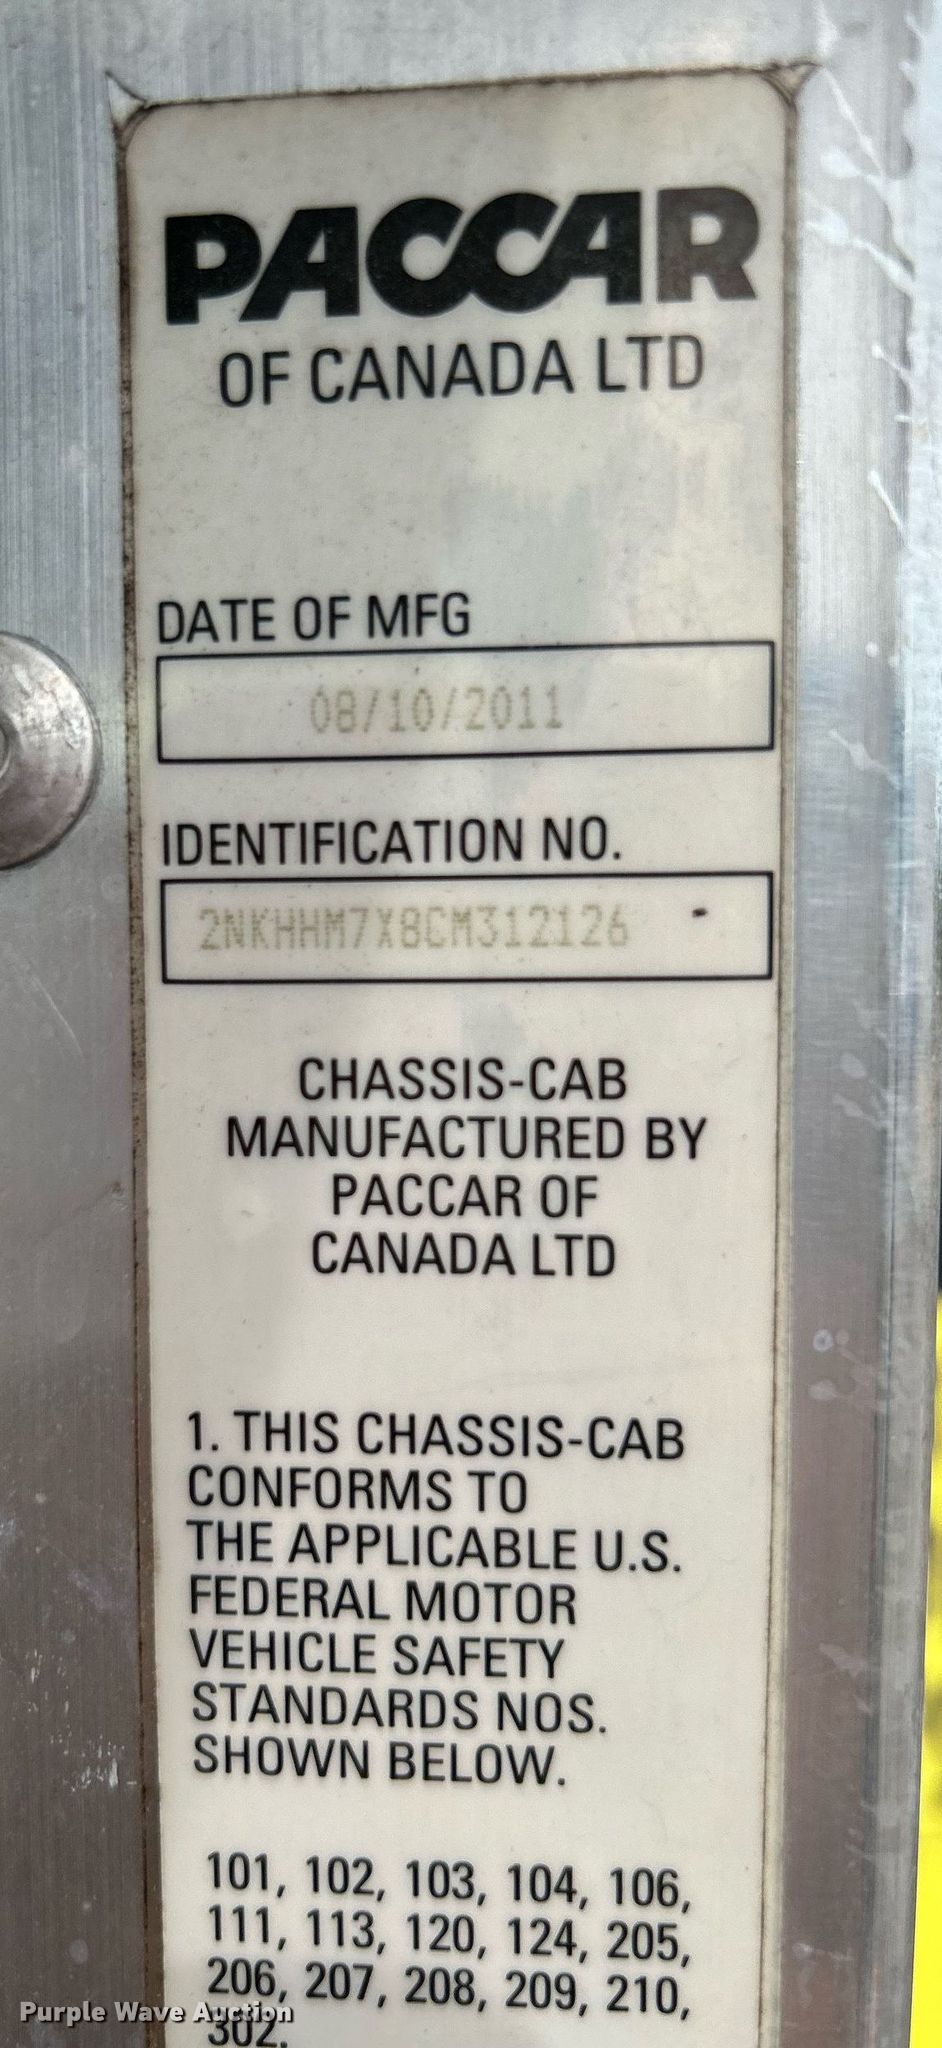 PACCAR
OF CANADA LTD
DATE OF MFG
08/10/2011
IDENTIFICATION NO.
2NKHHM7X8CM312126
CHASSIS-CAB
MANUFACTURED BY
PACCAR OF
CANADA LTD
1. THIS CHASSIS-CAB
CONFORMS TO
THE APPLICABLE U.S.
FEDERAL MOTOR
VEHICLE SAFETY
STANDARDS NOS.
SHOWN BELOW.
101, 102, 103, 104, 106,
111, 113, 120, 124, 205,
206, 207, 208, 209, 210,
302.
Purple Wave Auction